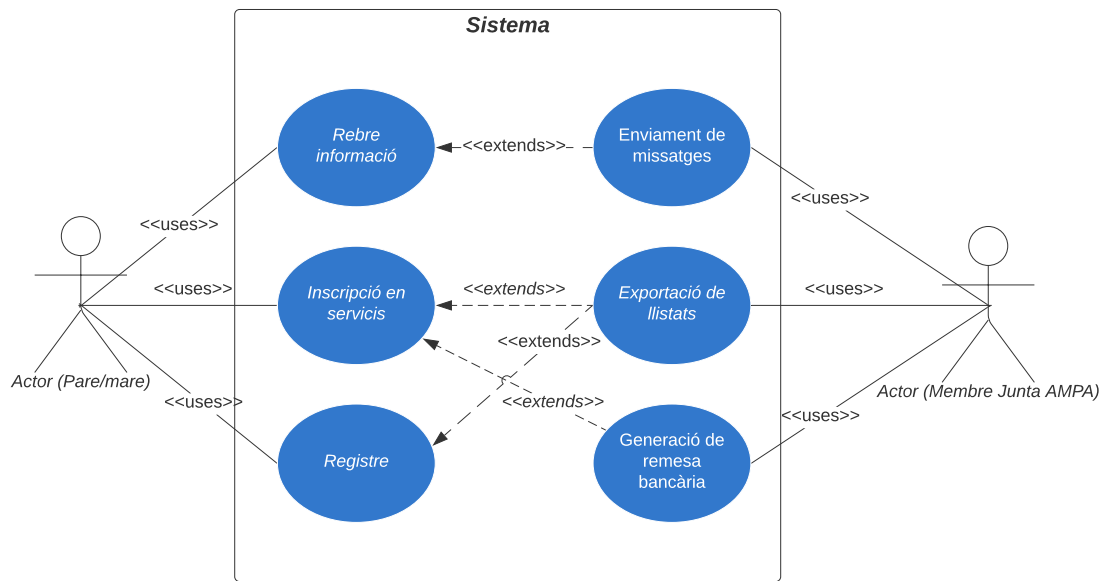 Sistema
Rebre
informació
<<extends>>
Enviament de
missatges
<<uses>>
<<uses>>
<<uses>>
Inscripció en
servicis
<<extends>>
Exportació de
llistats
<<uses>>
<<extends>>
Actor (Pare/mare)
Actor (Membre Junta AMPA)
<<uses>>
<<extends>>
<<uses>>
Registre
Generació de
remesa
bancària